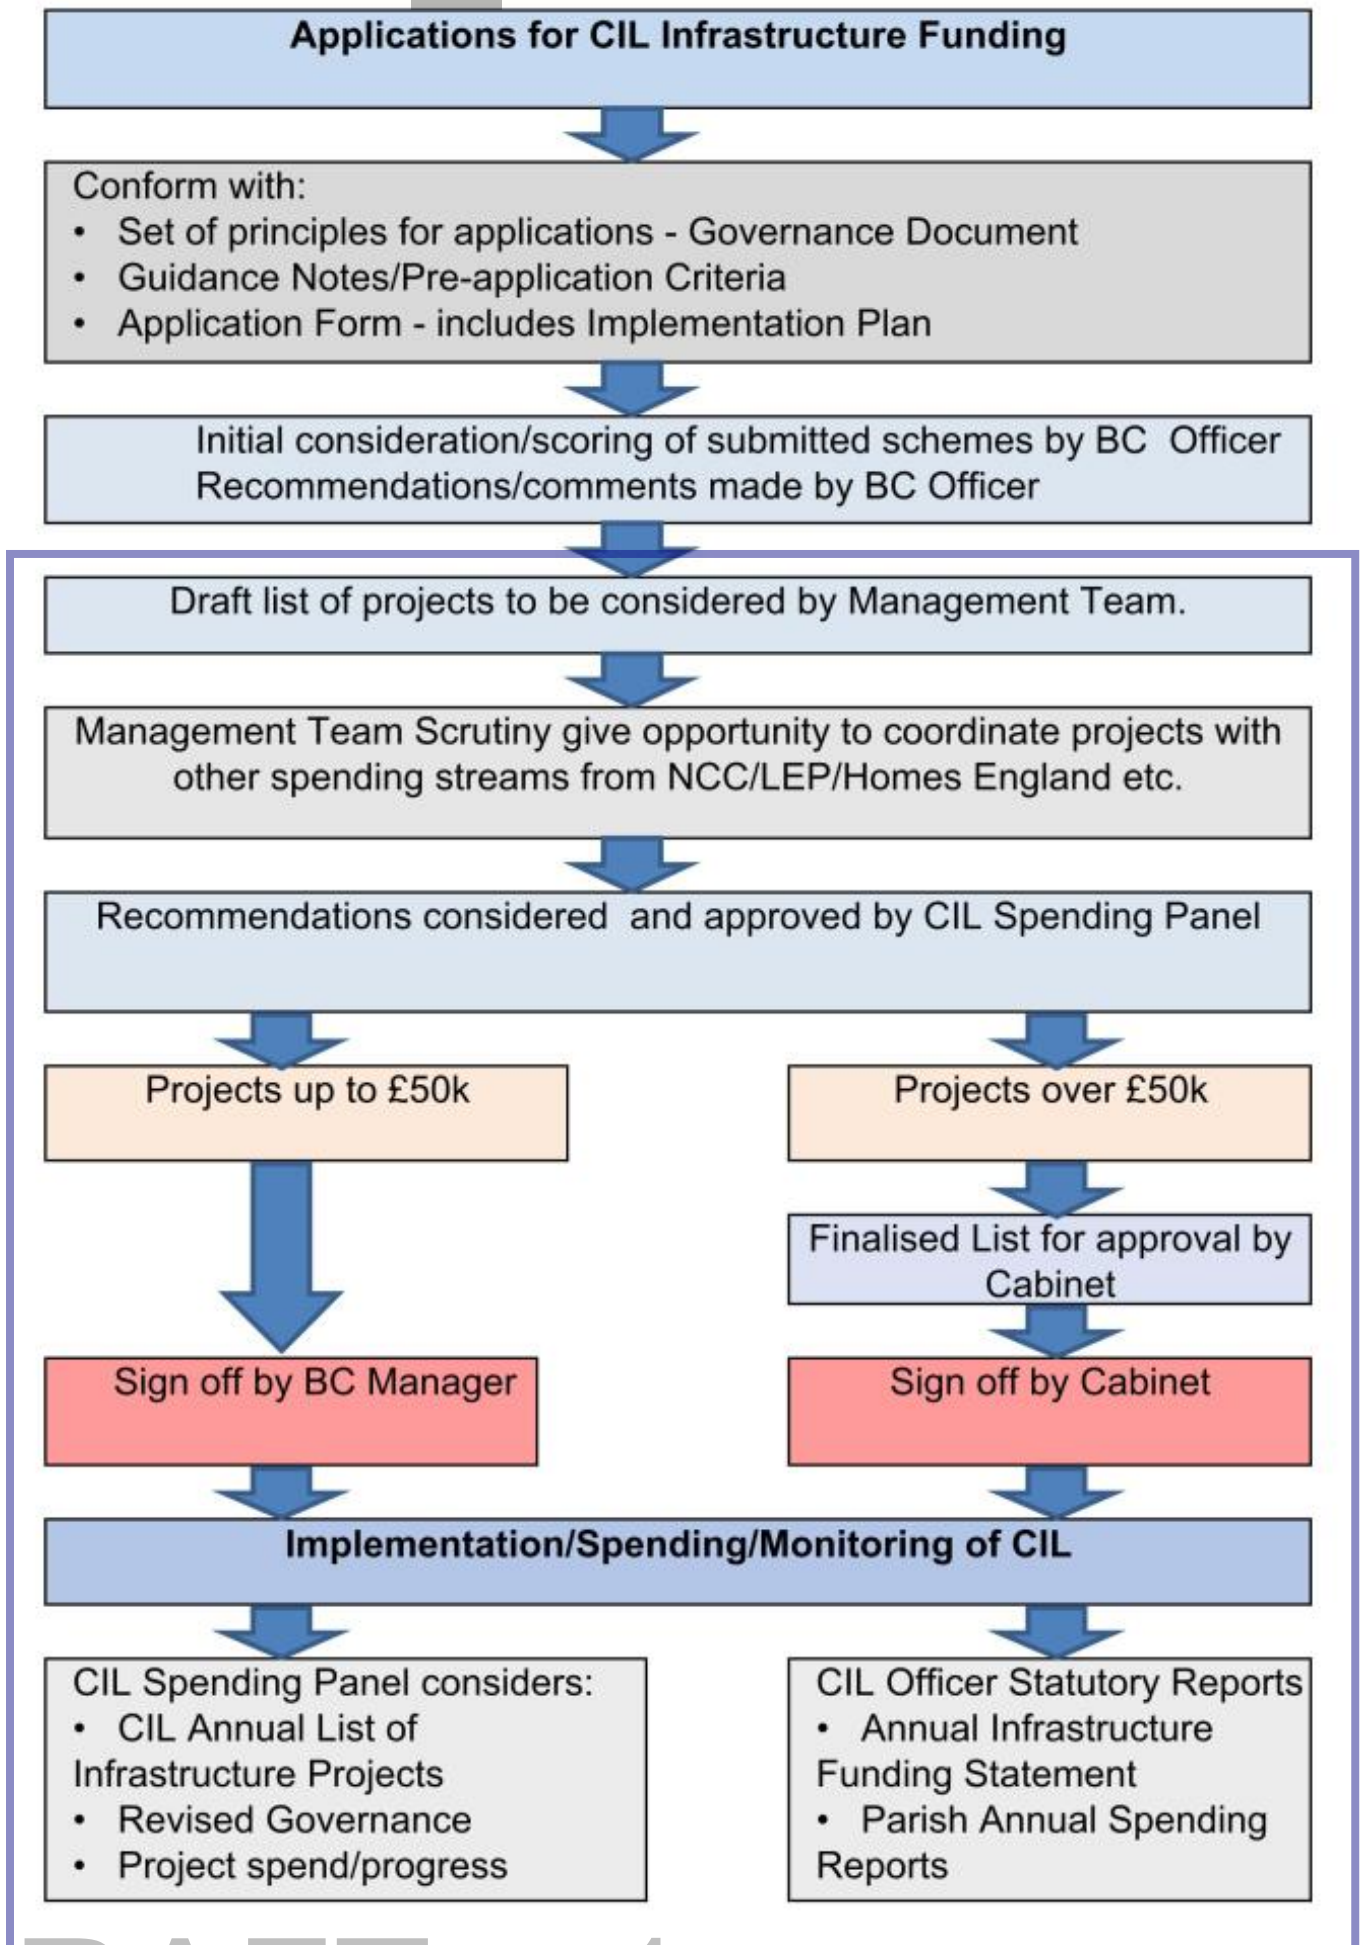 Applications for CIL Infrastructure Funding
Conform with:
• Set of principles for applications - Governance Document
• Guidance Notes/Pre-application Criteria
• Application Form - includes Implementation Plan
Initial consideration/scoring of submitted schemes by BC Officer
Recommendations/comments made by BC Officer
Draft list of projects to be considered by Management Team.
Management Team Scrutiny give opportunity to coordinate projects with
other spending streams from NCC/LEP/Homes England etc.
Recommendations considered and approved by CIL Spending Panel
Projects up to £50k
Projects over £50k
Finalised List for approval by
Cabinet
Sign off by BC Manager
Sign off by Cabinet
Implementation/Spending/Monitoring of CIL
CIL Spending Panel considers:
• CIL Annual List of
Infrastructure Projects
• Revised Governance
• Project spend/progress
CIL Officer Statutory Reports
• Annual Infrastructure
Funding Statement
• Parish Annual Spending
Reports